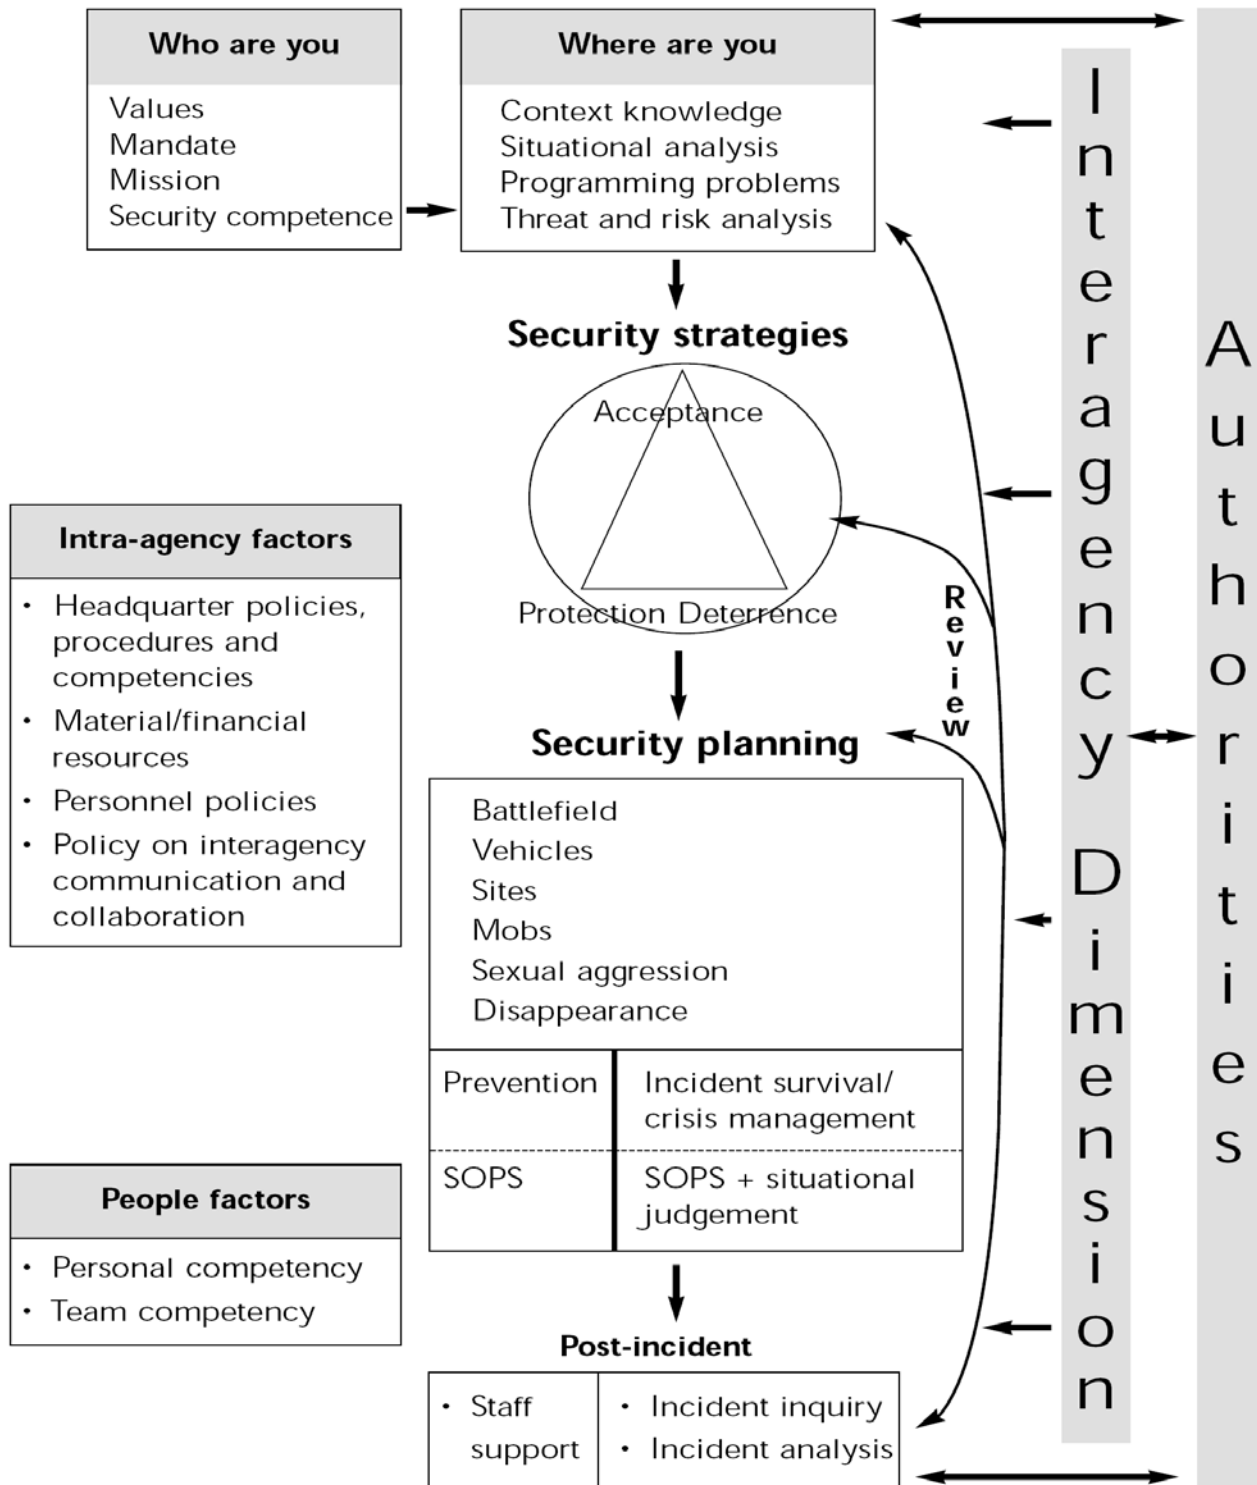 Who are you
Values
Mandate
Mission
Security competence
Where are you
Context knowledge
Situational analysis
Programming problems
Threat and risk analysis
Security strategies
Acceptance
Protection Deterrence
Intra-agency factors
• Headquarter policies,
procedures and
competencies
• Material/financial
resources
• Personnel policies
• Policy on interagency
communication and
collaboration
Security planning
Battlefield
Vehicles
Sites
Mobs
Sexual aggression
Disappearance
Prevention
Incident survival/
crisis management
SOPS
SOPS + situational
judgement
People factors
• Personal competency
• Team competency
Post-incident
• Staff
support
• Incident inquiry
• Incident analysis
Review
Interagency Dimension
Authorities